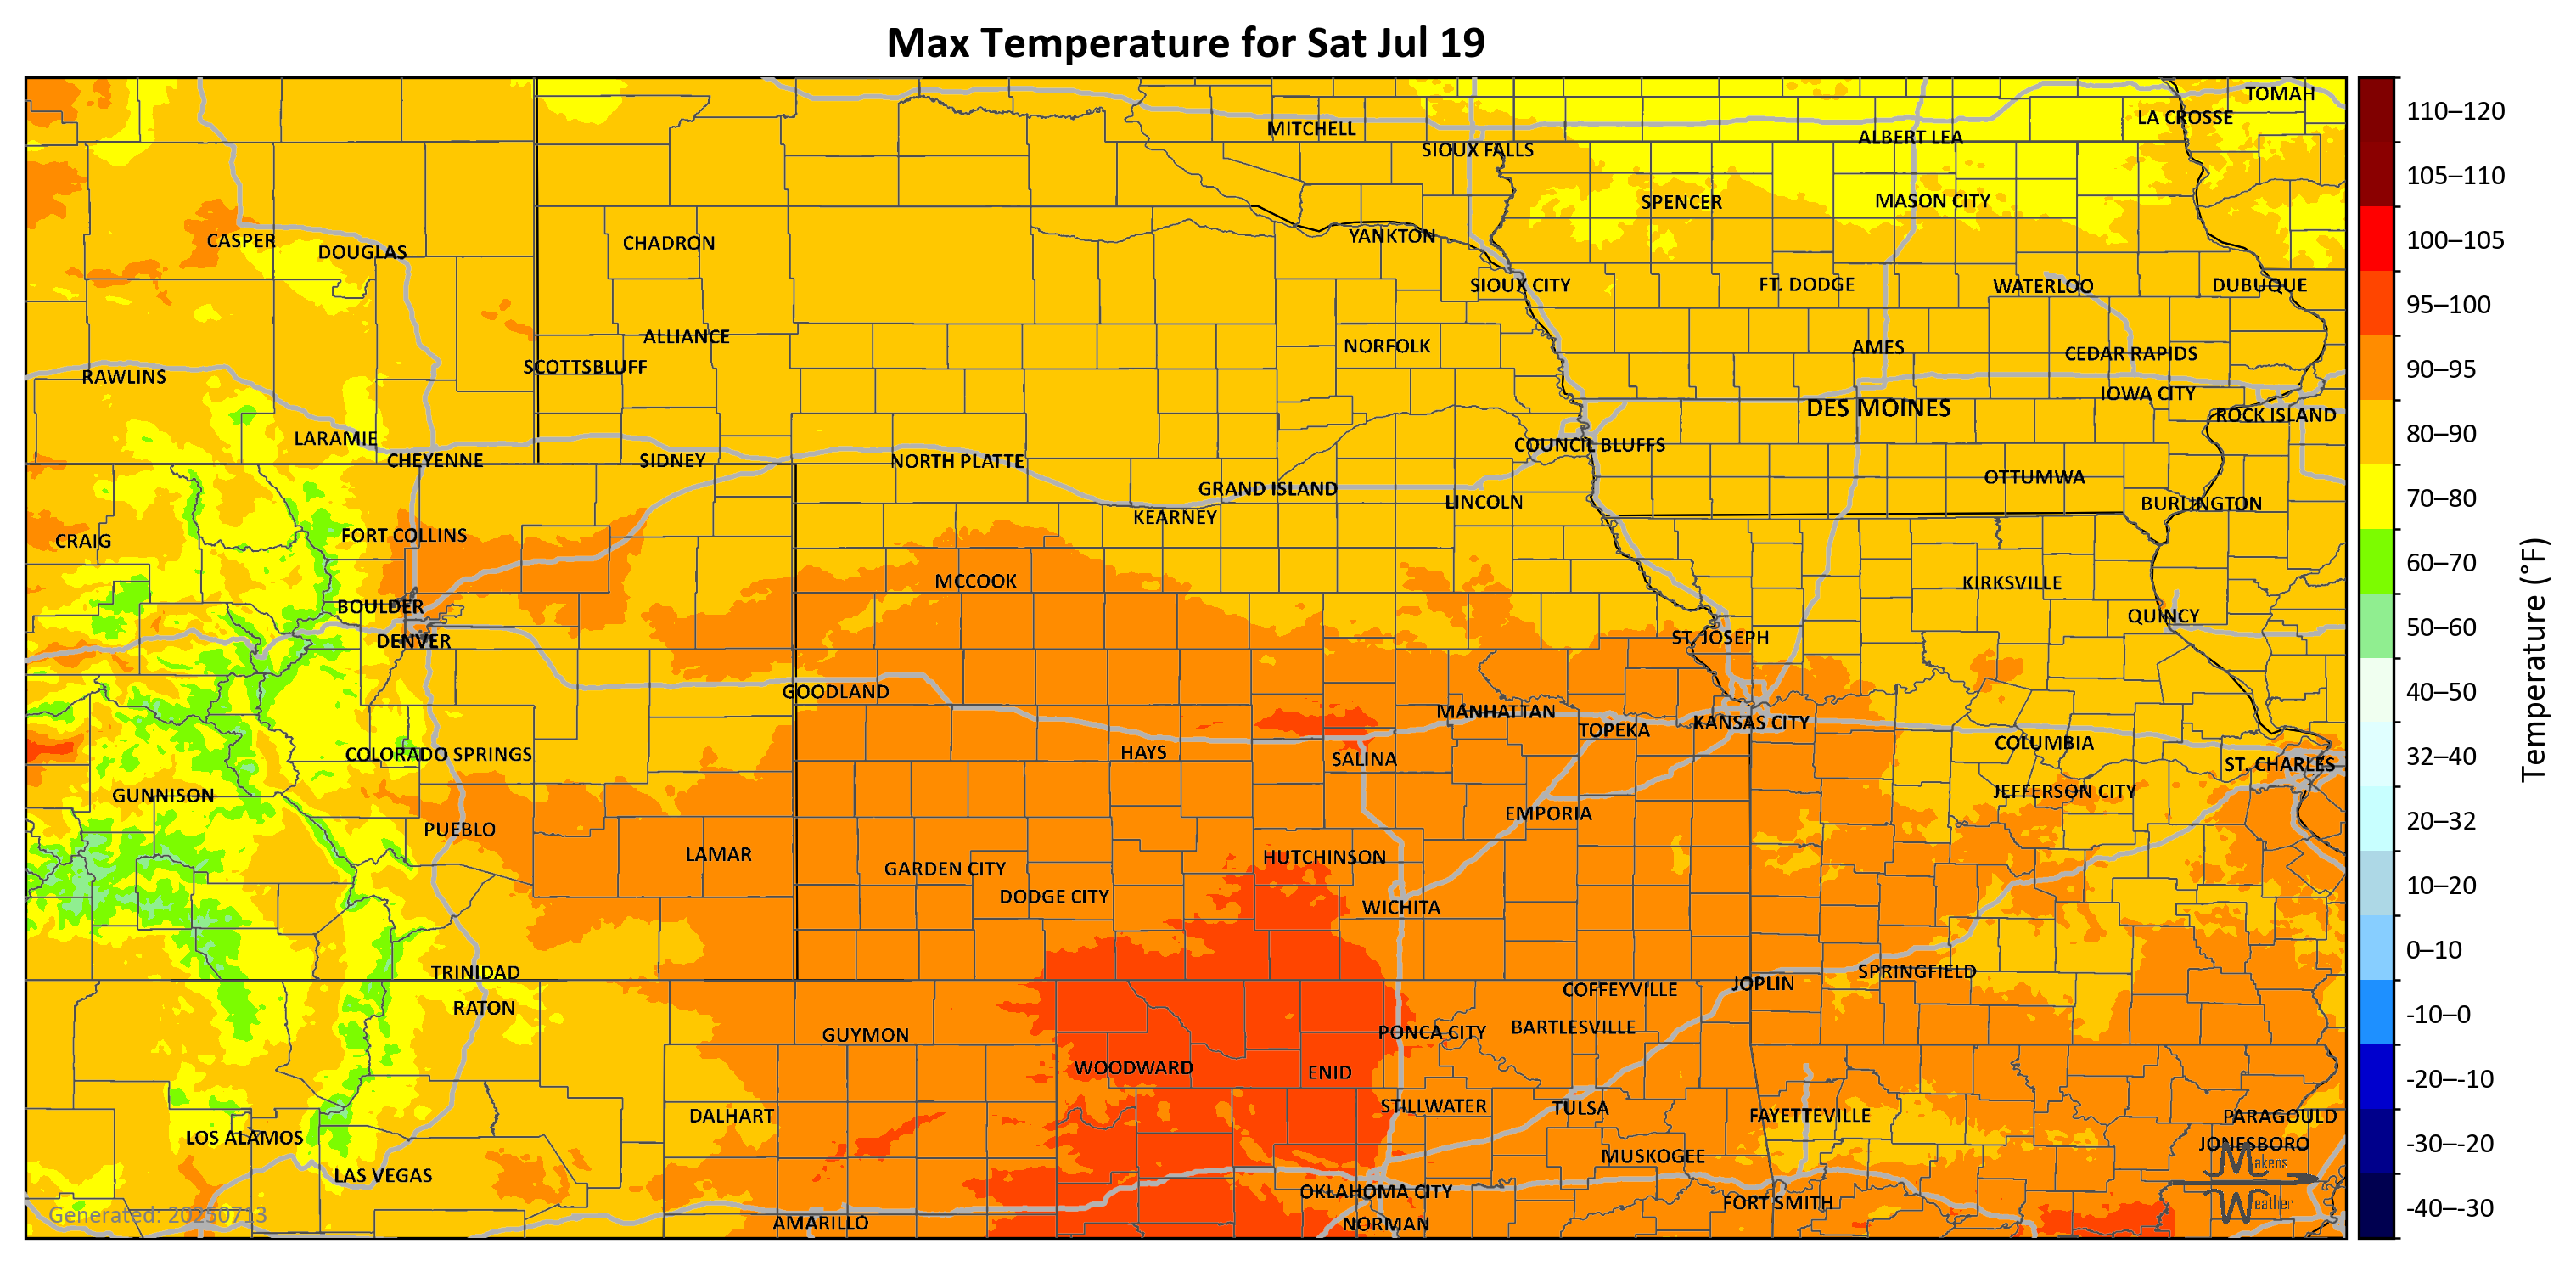 Max Temperature for Sat Jul 19
TOMAH
LA CROSSE
MITCHELL
ALBERT LEA
SIOUX FALLS
SPENCER
MASON CITY
CASPER
DOUGLAS
CHADRON
YANKTON
SIOUX CITY
FT. DODGE
WATERLOO
DUBUQUE
ALLIANCE
NORFOLK
AMES
CEDAR RAPIDS
SCOTTSBLUFF
RAWLINS
IOWA CITY
DES MOINES
ROCK ISLAND
LARAMIE
COUNCIL BLUFFS
CHEYENNE
SIDNEY
NORTH PLATTE
OTTUMWA
GRAND ISLAND
LINCOLN
BURLINGTON
KEARNEY
FORT COLLINS
CRAIG
MCCOOK
KIRKSVILLE
BOULDER
QUINCY
DENVER
ST. JOSEPH
GOODLAND
MANHATTAN
TOPEKA
KANSAS CITY
COLUMBIA
COLORADO SPRINGS
HAYS
SALINA
ST. CHARLES
GUNNISON
JEFFERSON CITY
EMPORIA
PUEBLO
LAMAR
HUTCHINSON
GARDEN CITY
DODGE CITY
WICHITA
TRINIDAD
SPRINGFIELD
JOPLIN
COFFEYVILLE
RATON
GUYMON
PONCA CITY
BARTLESVILLE
WOODWARD
ENID
STILLWATER
TULSA
DALHART
FAYETTEVILLE
PARAGOULD
LOS ALAMOS
JONESBORO
MUSKOGEE
LAS VEGAS
OKLAHOMA CITY
FORT SMITH
AMARILLO
NORMAN
Makens
Weather
Generated: 20250713
110–120
105–110
100–105
95–100
90–95
80–90
70–80
60–70
50–60
40–50
32–40
20–32
10–20
0–10
-10–0
-20–-10
-30–-20
-40–-30
Temperature (°F)